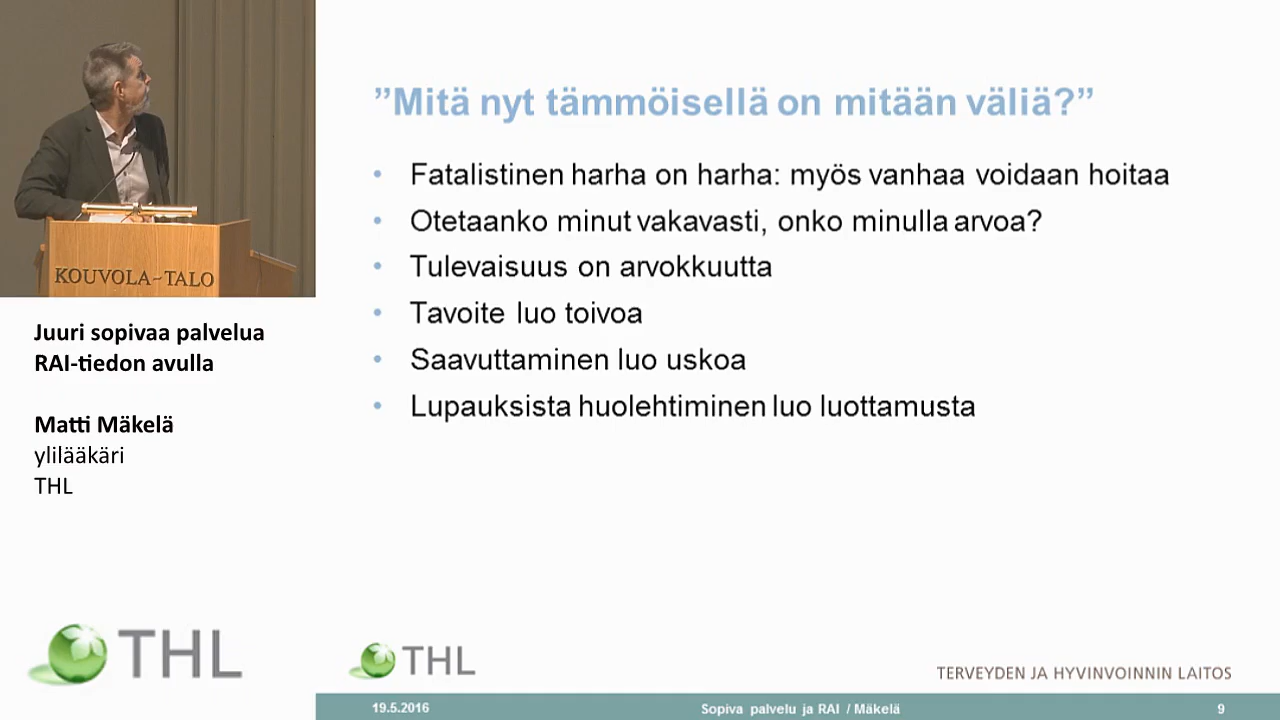 KOUVOLA-TALO
Juuri sopivaa palvelua
RAI-tiedon avulla
Matti Mäkelä
ylilääkäri
THL
THL
”Mitä nyt tämmöisellä on mitään väliä?”
• Fatalistinen harha on harha: myös vanhaa voidaan hoitaa
• Otetaanko minut vakavasti, onko minulla arvoa?
• Tulevaisuus on arvokkuutta
• Tavoite luo toivoa
• Saavuttaminen luo uskoa
• Lupauksista huolehtiminen luo luottamusta
THL
TERVEYDEN JA HYVINVOINNIN LAITOS
19.5.2016
Sopiva palvelu ja RAI / Mäkelä
9